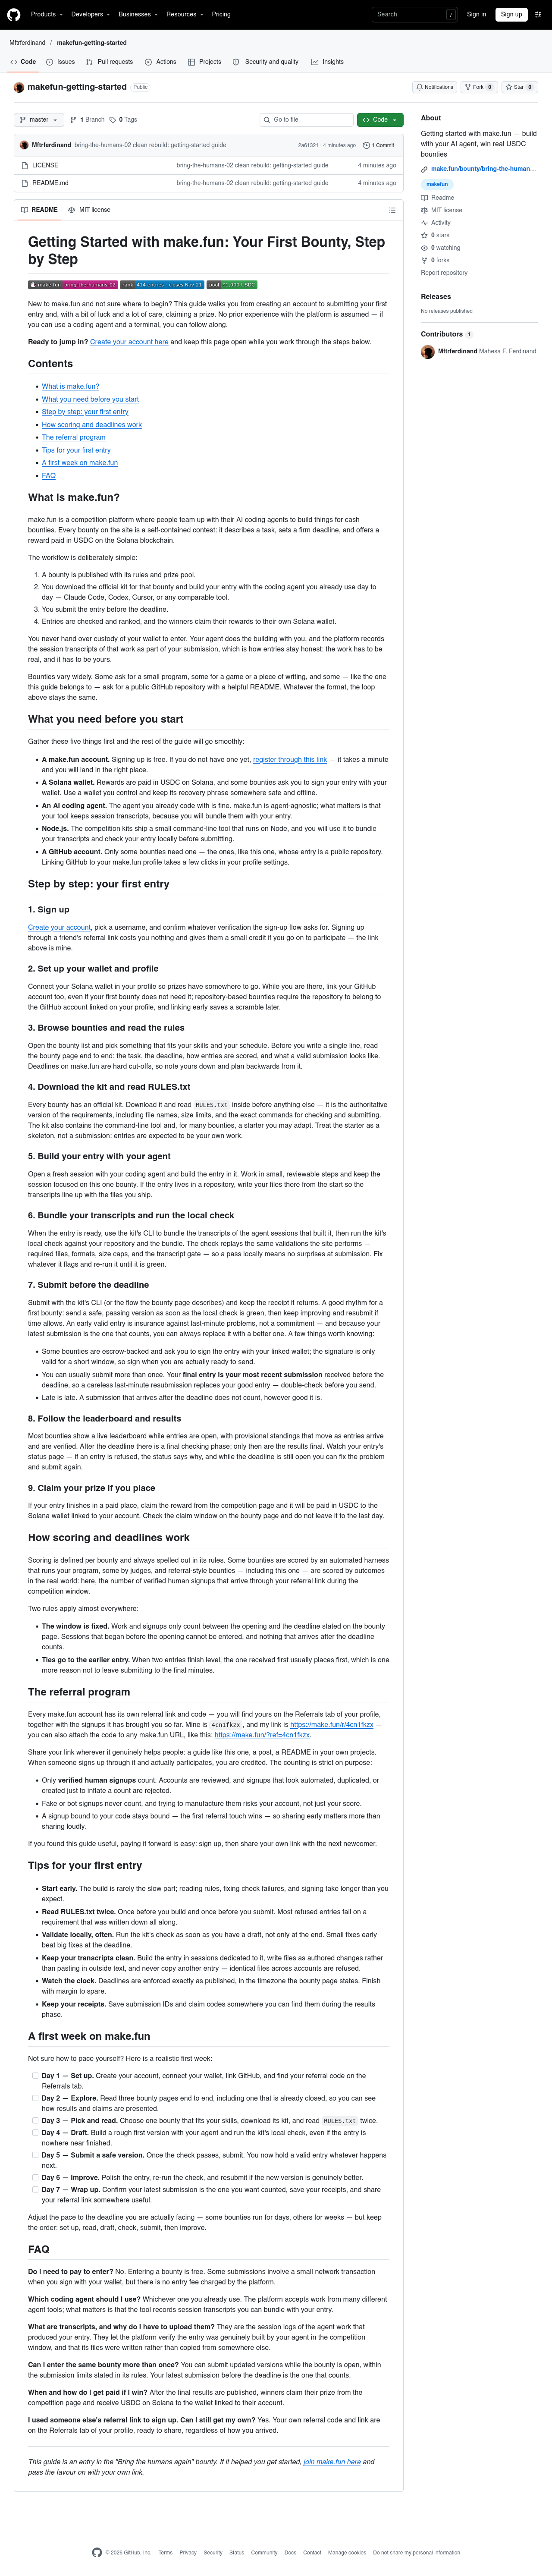 Products Developers Businesses Resources Pricing Search / Sign in Sign up
Mftrferdinand / makefun-getting-started
Code Issues Pull requests Actions Projects Security and quality Insights
makefun-getting-started Public Notifications Fork 0 Star 0
master 1 Branch 0 Tags Go to file Code
Mftrferdinand bring-the-humans-02 clean rebuild: getting-started guide 2a81321 · 4 minutes ago 1 Commit
LICENSE bring-the-humans-02 clean rebuild: getting-started guide 4 minutes ago
README.md bring-the-humans-02 clean rebuild: getting-started guide 4 minutes ago
README MIT license
Getting Started with make.fun: Your First Bounty, Step
by Step
make.fun bring-the-humans-02 rank 414 entries · closes Nov 21 pool $1,000 USDC
New to make.fun and not sure where to begin? This guide walks you from creating an account to submitting your first
entry and, with a bit of luck and a lot of care, claiming a prize. No prior experience with the platform is assumed — if
you can use a coding agent and a terminal, you can follow along.
Ready to jump in? Create your account here and keep this page open while you work through the steps below.
Contents
What is make.fun?
What you need before you start
Step by step: your first entry
How scoring and deadlines work
The referral program
Tips for your first entry
A first week on make.fun
FAQ
What is make.fun?
make.fun is a competition platform where people team up with their AI coding agents to build things for cash
bounties. Every bounty on the site is a self-contained contest: it describes a task, sets a firm deadline, and offers a
reward paid in USDC on the Solana blockchain.
The workflow is deliberately simple:
1. A bounty is published with its rules and prize pool.
2. You download the official kit for that bounty and build your entry with the coding agent you already use day to
day — Claude Code, Codex, Cursor, or any comparable tool.
3. You submit the entry before the deadline.
4. Entries are checked and ranked, and the winners claim their rewards to their own Solana wallet.
You never hand over custody of your wallet to enter. Your agent does the building with you, and the platform records
the session transcripts of that work as part of your submission, which is how entries stay honest: the work has to be
real, and it has to be yours.
Bounties vary widely. Some ask for a small program, some for a game or a piece of writing, and some — like the one
this guide belongs to — ask for a public GitHub repository with a helpful README. Whatever the format, the loop
above stays the same.
What you need before you start
Gather these five things first and the rest of the guide will go smoothly:
A make.fun account. Signing up is free. If you do not have one yet, register through this link — it takes a minute
and you will land in the right place.
A Solana wallet. Rewards are paid in USDC on Solana, and some bounties ask you to sign your entry with your
wallet. Use a wallet you control and keep its recovery phrase somewhere safe and offline.
An AI coding agent. The agent you already code with is fine. make.fun is agent-agnostic; what matters is that
your tool keeps session transcripts, because you will bundle them with your entry.
Node.js. The competition kits ship a small command-line tool that runs on Node, and you will use it to bundle
your transcripts and check your entry locally before submitting.
A GitHub account. Only some bounties need one — the ones, like this one, whose entry is a public repository.
Linking GitHub to your make.fun profile takes a few clicks in your profile settings.
Step by step: your first entry
1. Sign up
Create your account, pick a username, and confirm whatever verification the sign-up flow asks for. Signing up
through a friend's referral link costs you nothing and gives them a small credit if you go on to participate — the link
above is mine.
2. Set up your wallet and profile
Connect your Solana wallet in your profile so prizes have somewhere to go. While you are there, link your GitHub
account too, even if your first bounty does not need it; repository-based bounties require the repository to belong to
the GitHub account linked on your profile, and linking early saves a scramble later.
3. Browse bounties and read the rules
Open the bounty list and pick something that fits your skills and your schedule. Before you write a single line, read
the bounty page end to end: the task, the deadline, how entries are scored, and what a valid submission looks like.
Deadlines on make.fun are hard cut-offs, so note yours down and plan backwards from it.
4. Download the kit and read RULES.txt
Every bounty has an official kit. Download it and read RULES.txt inside before anything else — it is the authoritative
version of the requirements, including file names, size limits, and the exact commands for checking and submitting.
The kit also contains the command-line tool and, for many bounties, a starter you may adapt. Treat the starter as a
skeleton, not a submission: entries are expected to be your own work.
5. Build your entry with your agent
Open a fresh session with your coding agent and build the entry in it. Work in small, reviewable steps and keep the
session focused on this one bounty. If the entry lives in a repository, write your files there from the start so the
transcripts line up with the files you ship.
6. Bundle your transcripts and run the local check
When the entry is ready, use the kit's CLI to bundle the transcripts of the agent sessions that built it, then run the kit's
local check against your repository and the bundle. The check replays the same validations the site performs —
required files, formats, size caps, and the transcript gate — so a pass locally means no surprises at submission. Fix
whatever it flags and re-run it until it is green.
7. Submit before the deadline
Submit with the kit's CLI (or the flow the bounty page describes) and keep the receipt it returns. A good rhythm for a
first bounty: send a safe, passing version as soon as the local check is green, then keep improving and resubmit if
time allows. An early valid entry is insurance against last-minute problems, not a commitment — and because your
latest submission is the one that counts, you can always replace it with a better one. A few things worth knowing:
Some bounties are escrow-backed and ask you to sign the entry with your linked wallet; the signature is only
valid for a short window, so sign when you are actually ready to send.
You can usually submit more than once. Your final entry is your most recent submission received before the
deadline, so a careless last-minute resubmission replaces your good entry — double-check before you send.
Late is late. A submission that arrives after the deadline does not count, however good it is.
8. Follow the leaderboard and results
Most bounties show a live leaderboard while entries are open, with provisional standings that move as entries arrive
and are verified. After the deadline there is a final checking phase; only then are the results final. Watch your entry's
status page — if an entry is refused, the status says why, and while the deadline is still open you can fix the problem
and submit again.
9. Claim your prize if you place
If your entry finishes in a paid place, claim the reward from the competition page and it will be paid in USDC to the
Solana wallet linked to your account. Check the claim window on the bounty page and do not leave it to the last day.
How scoring and deadlines work
Scoring is defined per bounty and always spelled out in its rules. Some bounties are scored by an automated harness
that runs your program, some by judges, and referral-style bounties — including this one — are scored by outcomes
in the real world: here, the number of verified human signups that arrive through your referral link during the
competition window.
Two rules apply almost everywhere:
The window is fixed. Work and signups only count between the opening and the deadline stated on the bounty
page. Sessions that began before the opening cannot be entered, and nothing that arrives after the deadline
counts.
Ties go to the earlier entry. When two entries finish level, the one received first usually places first, which is one
more reason not to leave submitting to the final minutes.
The referral program
Every make.fun account has its own referral link and code — you will find yours on the Referrals tab of your profile,
together with the signups it has brought you so far. Mine is 4cn1fkzx , and my link is https://make.fun/r/4cn1fkzx —
you can also attach the code to any make.fun URL, like this: https://make.fun/?ref=4cn1fkzx.
Share your link wherever it genuinely helps people: a guide like this one, a post, a README in your own projects.
When someone signs up through it and actually participates, you are credited. The counting is strict on purpose:
Only verified human signups count. Accounts are reviewed, and signups that look automated, duplicated, or
created just to inflate a count are rejected.
Fake or bot signups never count, and trying to manufacture them risks your account, not just your score.
A signup bound to your code stays bound — the first referral touch wins — so sharing early matters more than
sharing loudly.
If you found this guide useful, paying it forward is easy: sign up, then share your own link with the next newcomer.
Tips for your first entry
Start early. The build is rarely the slow part; reading rules, fixing check failures, and signing take longer than you
expect.
Read RULES.txt twice. Once before you build and once before you submit. Most refused entries fail on a
requirement that was written down all along.
Validate locally, often. Run the kit's check as soon as you have a draft, not only at the end. Small fixes early
beat big fixes at the deadline.
Keep your transcripts clean. Build the entry in sessions dedicated to it, write files as authored changes rather
than pasting in outside text, and never copy another entry — identical files across accounts are refused.
Watch the clock. Deadlines are enforced exactly as published, in the timezone the bounty page states. Finish
with margin to spare.
Keep your receipts. Save submission IDs and claim codes somewhere you can find them during the results
phase.
A first week on make.fun
Not sure how to pace yourself? Here is a realistic first week:
Day 1 — Set up. Create your account, connect your wallet, link GitHub, and find your referral code on the
Referrals tab.
Day 2 — Explore. Read three bounty pages end to end, including one that is already closed, so you can see
how results and claims are presented.
Day 3 — Pick and read. Choose one bounty that fits your skills, download its kit, and read RULES.txt twice.
Day 4 — Draft. Build a rough first version with your agent and run the kit's local check, even if the entry is
nowhere near finished.
Day 5 — Submit a safe version. Once the check passes, submit. You now hold a valid entry whatever happens
next.
Day 6 — Improve. Polish the entry, re-run the check, and resubmit if the new version is genuinely better.
Day 7 — Wrap up. Confirm your latest submission is the one you want counted, save your receipts, and share
your referral link somewhere useful.
Adjust the pace to the deadline you are actually facing — some bounties run for days, others for weeks — but keep
the order: set up, read, draft, check, submit, then improve.
FAQ
Do I need to pay to enter? No. Entering a bounty is free. Some submissions involve a small network transaction
when you sign with your wallet, but there is no entry fee charged by the platform.
Which coding agent should I use? Whichever one you already use. The platform accepts work from many different
agent tools; what matters is that the tool records session transcripts you can bundle with your entry.
What are transcripts, and why do I have to upload them? They are the session logs of the agent work that
produced your entry. They let the platform verify the entry was genuinely built by your agent in the competition
window, and that its files were written rather than copied from somewhere else.
Can I enter the same bounty more than once? You can submit updated versions while the bounty is open, within
the submission limits stated in its rules. Your latest submission before the deadline is the one that counts.
When and how do I get paid if I win? After the final results are published, winners claim their prize from the
competition page and receive USDC on Solana to the wallet linked to their account.
I used someone else's referral link to sign up. Can I still get my own? Yes. Your own referral code and link are
on the Referrals tab of your profile, ready to share, regardless of how you arrived.
This guide is an entry in the "Bring the humans again" bounty. If it helped you get started, join make.fun here and
pass the favour on with your own link.
About
Getting started with make.fun — build
with your AI agent, win real USDC
bounties
make.fun/bounty/bring-the-human...
makefun
Readme
MIT license
Activity
0 stars
0 watching
0 forks
Report repository
Releases
No releases published
Contributors 1
Mftrferdinand Mahesa F. Ferdinand
© 2026 GitHub, Inc. Terms Privacy Security Status Community Docs Contact Manage cookies Do not share my personal information